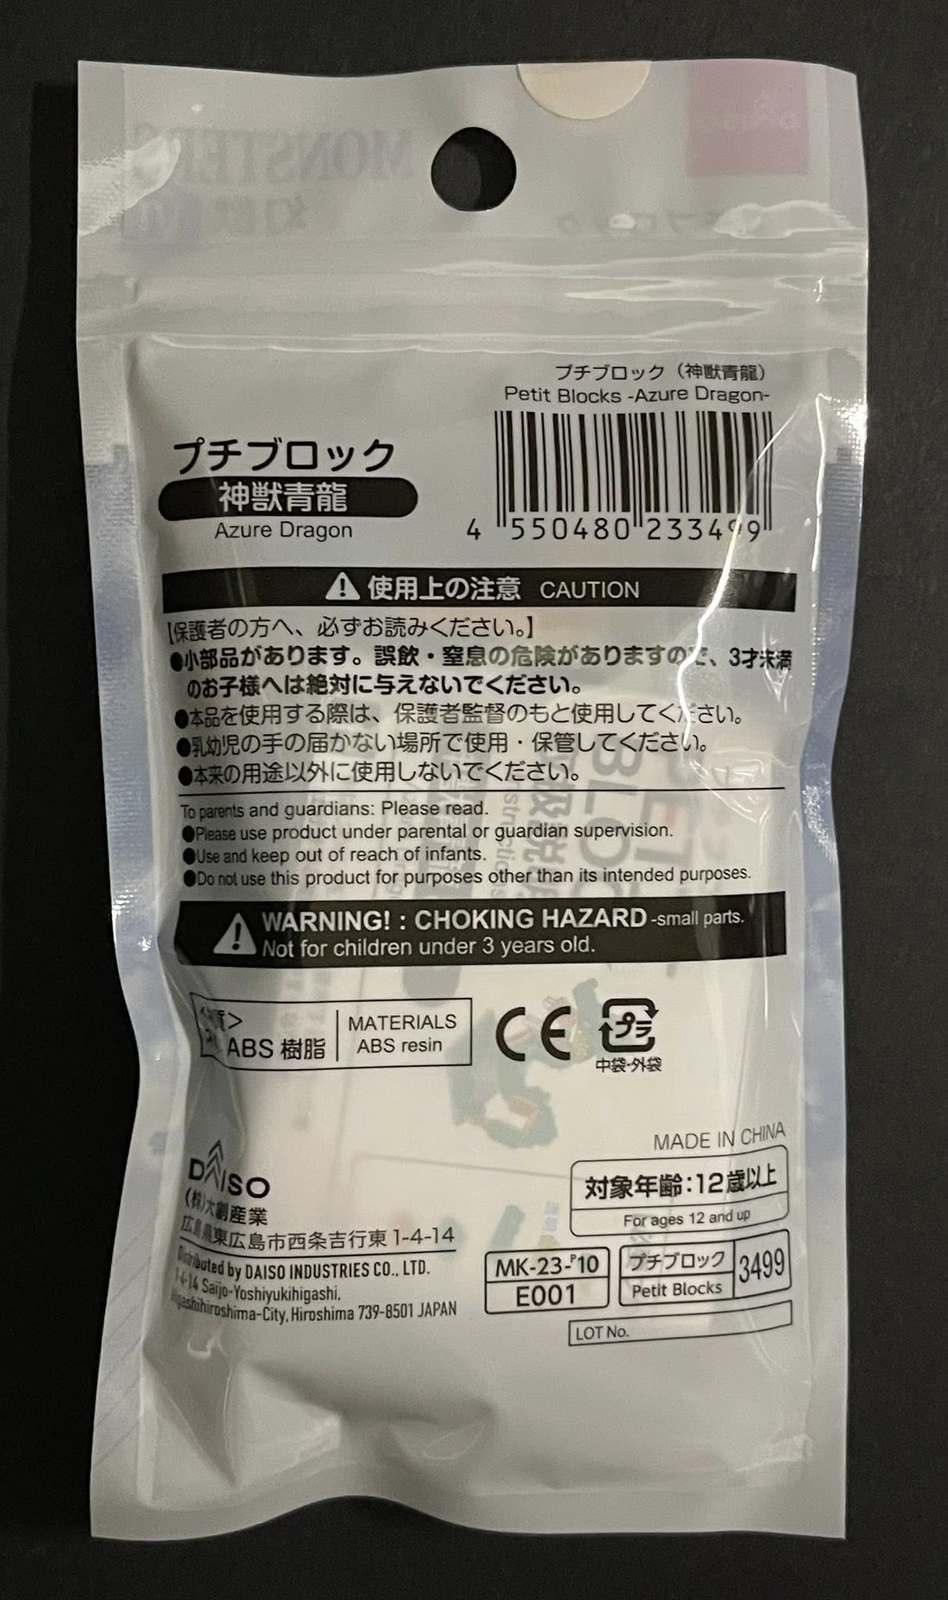 プチブロック（神獣青龍）
Petit Blocks -Azure Dragon-
4 550480 233499
プチブロック
神獣青龍
Azure Dragon
使用上の注意 CAUTION
【保護者の方へ、必ずお読みください。】
●小部品があります。誤飲・窒息の危険がありますので、3才未満
のお子様へは絶対に与えないでください。
●本品を使用する際は、保護者監督のもと使用してください。
●乳幼児の手の届かない場所で使用・保管してください。
●本来の用途以外に使用しないでください。
To parents and guardians: Please read.
●Please use product under parental or guardian supervision.
●Use and keep out of reach of infants.
●Do not use this product for purposes other than its intended purposes.
WARNING! : CHOKING HAZARD -small parts.
Not for children under 3 years old.
ABS 樹脂
MATERIALS
ABS resin
CE
プラ
中袋・外袋
MADE IN CHINA
対象年齢:12歳以上
For ages 12 and up
DAISO
(株)大創産業
広島県東広島市西条吉行東 1-4-14
Distributed by DAISO INDUSTRIES CO., LTD.
1-4-14 Saijo-Yoshiyukihigashi,
Higashihiroshima-City, Hiroshima 739-8501 JAPAN
MK-23-P10
E001
プチブロック
Petit Blocks
3499
LOT No.